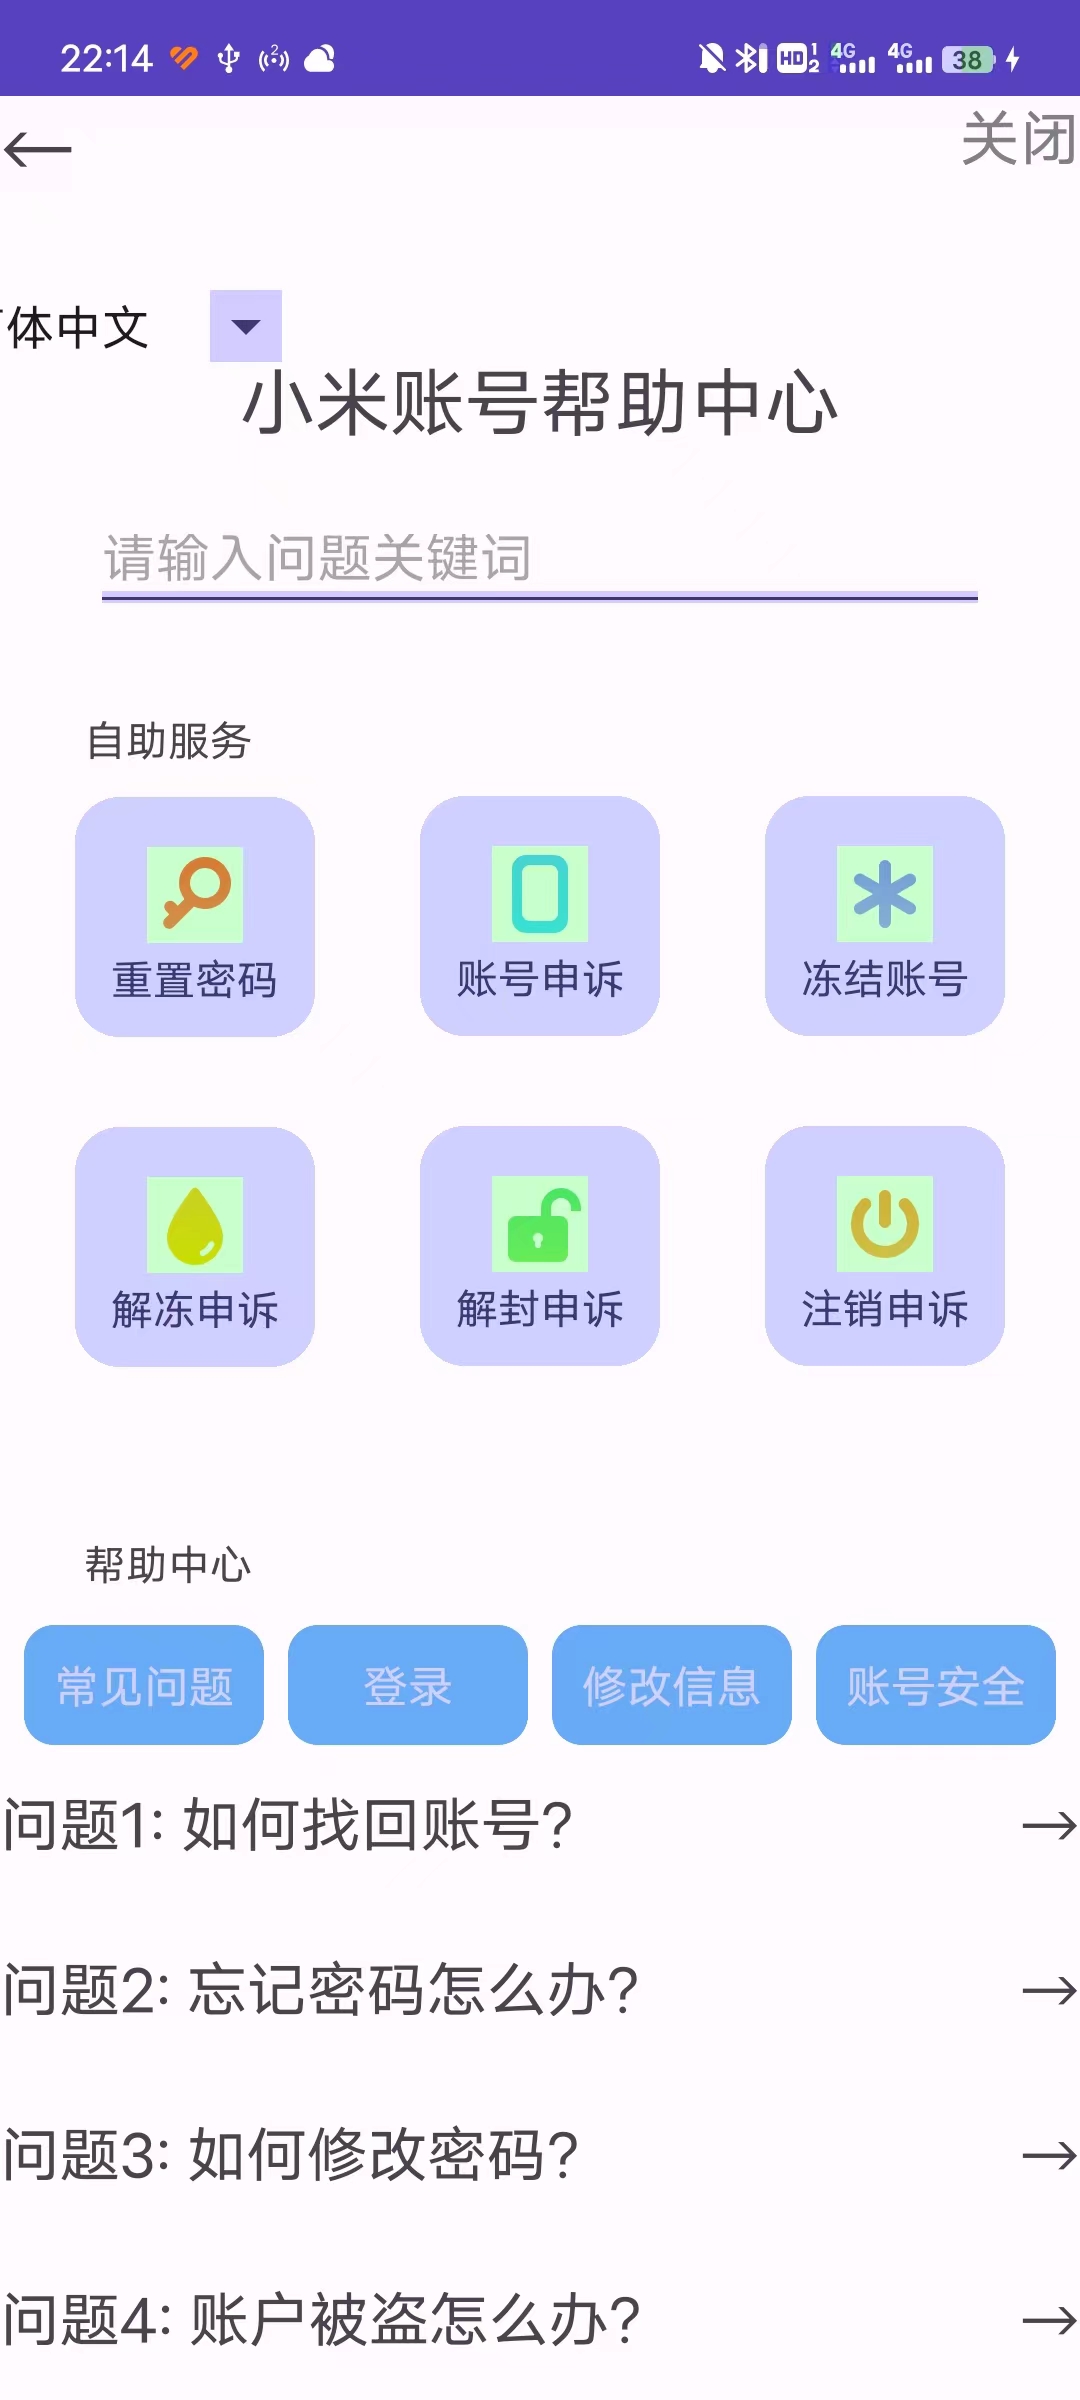 22:14
HD 1 2 4G 4G 38
关闭
体中文
小米账号帮助中心
请输入问题关键词
自助服务
重置密码 账号申诉 冻结账号
解冻申诉 解封申诉 注销申诉
帮助中心
常见问题 登录 修改信息 账号安全
问题1: 如何找回账号?
问题2: 忘记密码怎么办?
问题3: 如何修改密码?
问题4: 账户被盗怎么办?